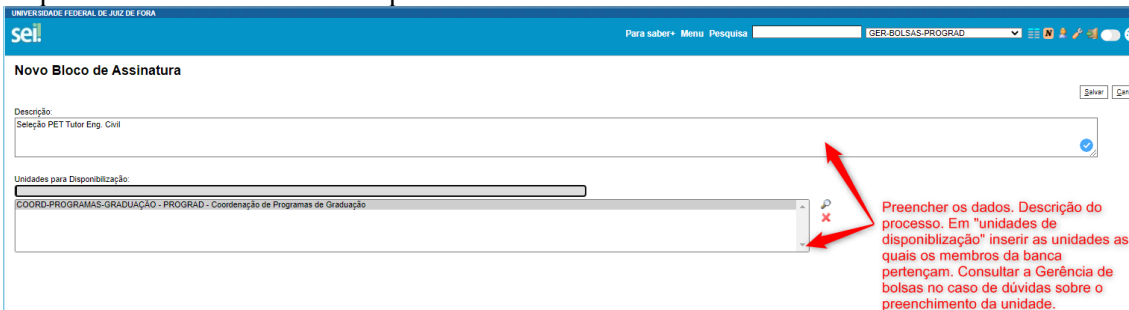 UNIVERSIDADE FEDERAL DE JUIZ DE FORA
sei!
Para saber+ Menu Pesquisa GER-BOLSAS-PROGRAD
N
Novo Bloco de Assinatura
Salvar
Descrição:
Seleção PET Tutor Eng. Civil
Unidades para Disponibilização:
COORD-PROGRAMAS-GRADUAÇÃO - PROGRAD - Coordenação de Programas de Graduação
Preencher os dados. Descrição do
processo. Em "unidades de
disponiblização" inserir as unidades as
quais os membros da banca
pertençam. Consultar a Gerência de
bolsas no caso de dúvidas sobre o
preenchimento da unidade.